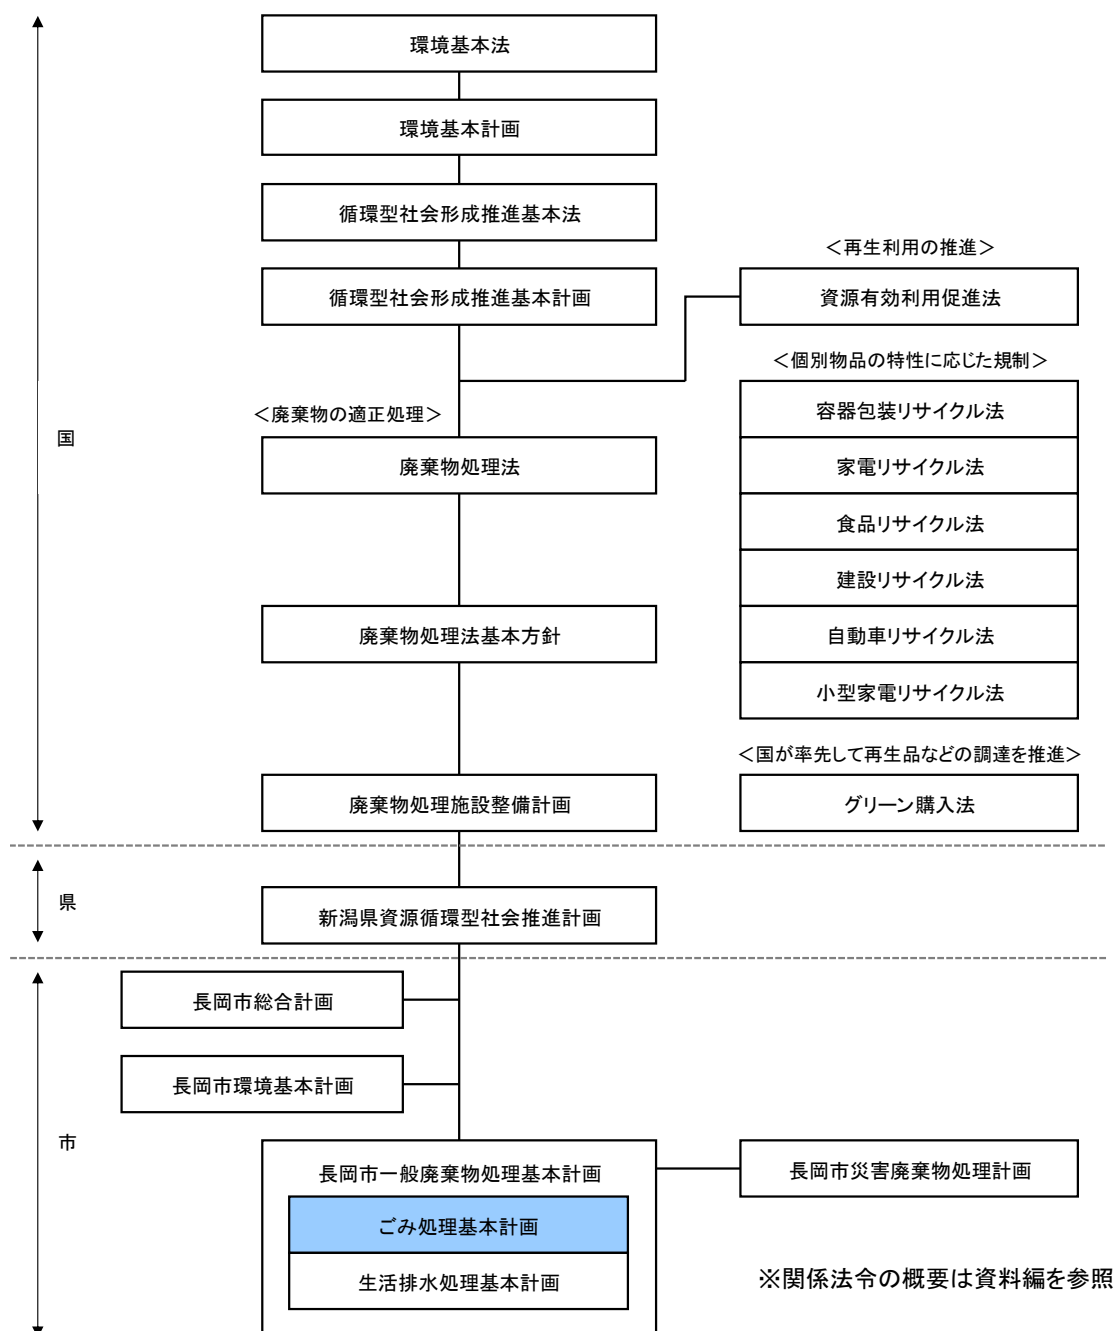 環境基本法
環境基本計画
循環型社会形成推進基本法
＜再生利用の推進＞
循環型社会形成推進基本計画
資源有効利用促進法
＜個別物品の特性に応じた規制＞
＜廃棄物の適正処理＞
容器包装リサイクル法
国
廃棄物処理法
家電リサイクル法
食品リサイクル法
建設リサイクル法
廃棄物処理法基本方針
自動車リサイクル法
小型家電リサイクル法
＜国が率先して再生品などの調達を推進＞
廃棄物処理施設整備計画
グリーン購入法
県
新潟県資源循環型社会推進計画
長岡市総合計画
長岡市環境基本計画
市
長岡市一般廃棄物処理基本計画
長岡市災害廃棄物処理計画
ごみ処理基本計画
生活排水処理基本計画
※関係法令の概要は資料編を参照